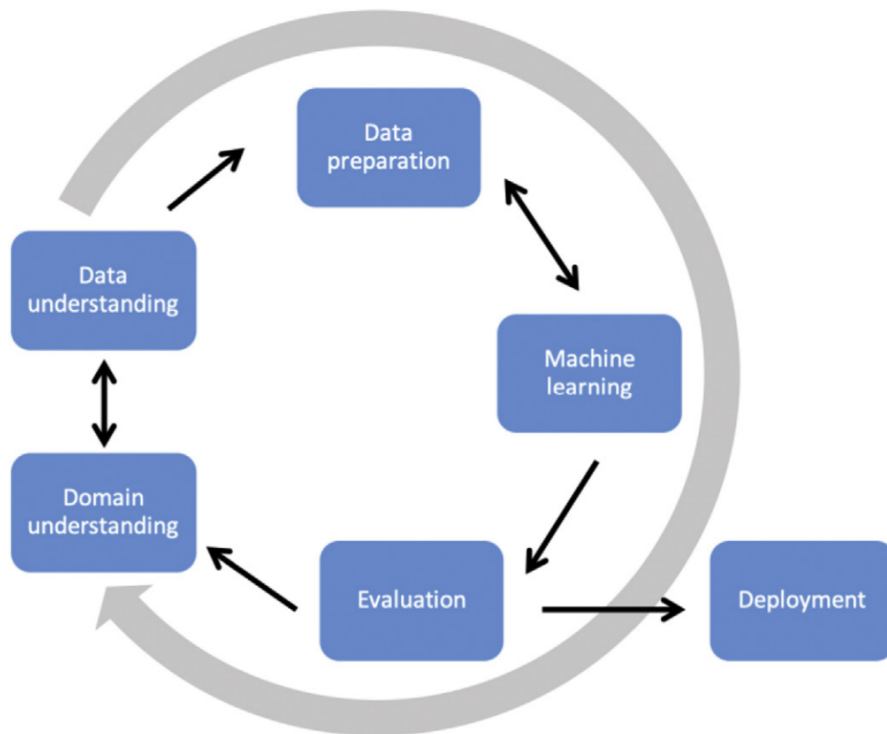 Data
preparation
Data
understanding
Machine
learning
Domain
understanding
Evaluation
Deployment